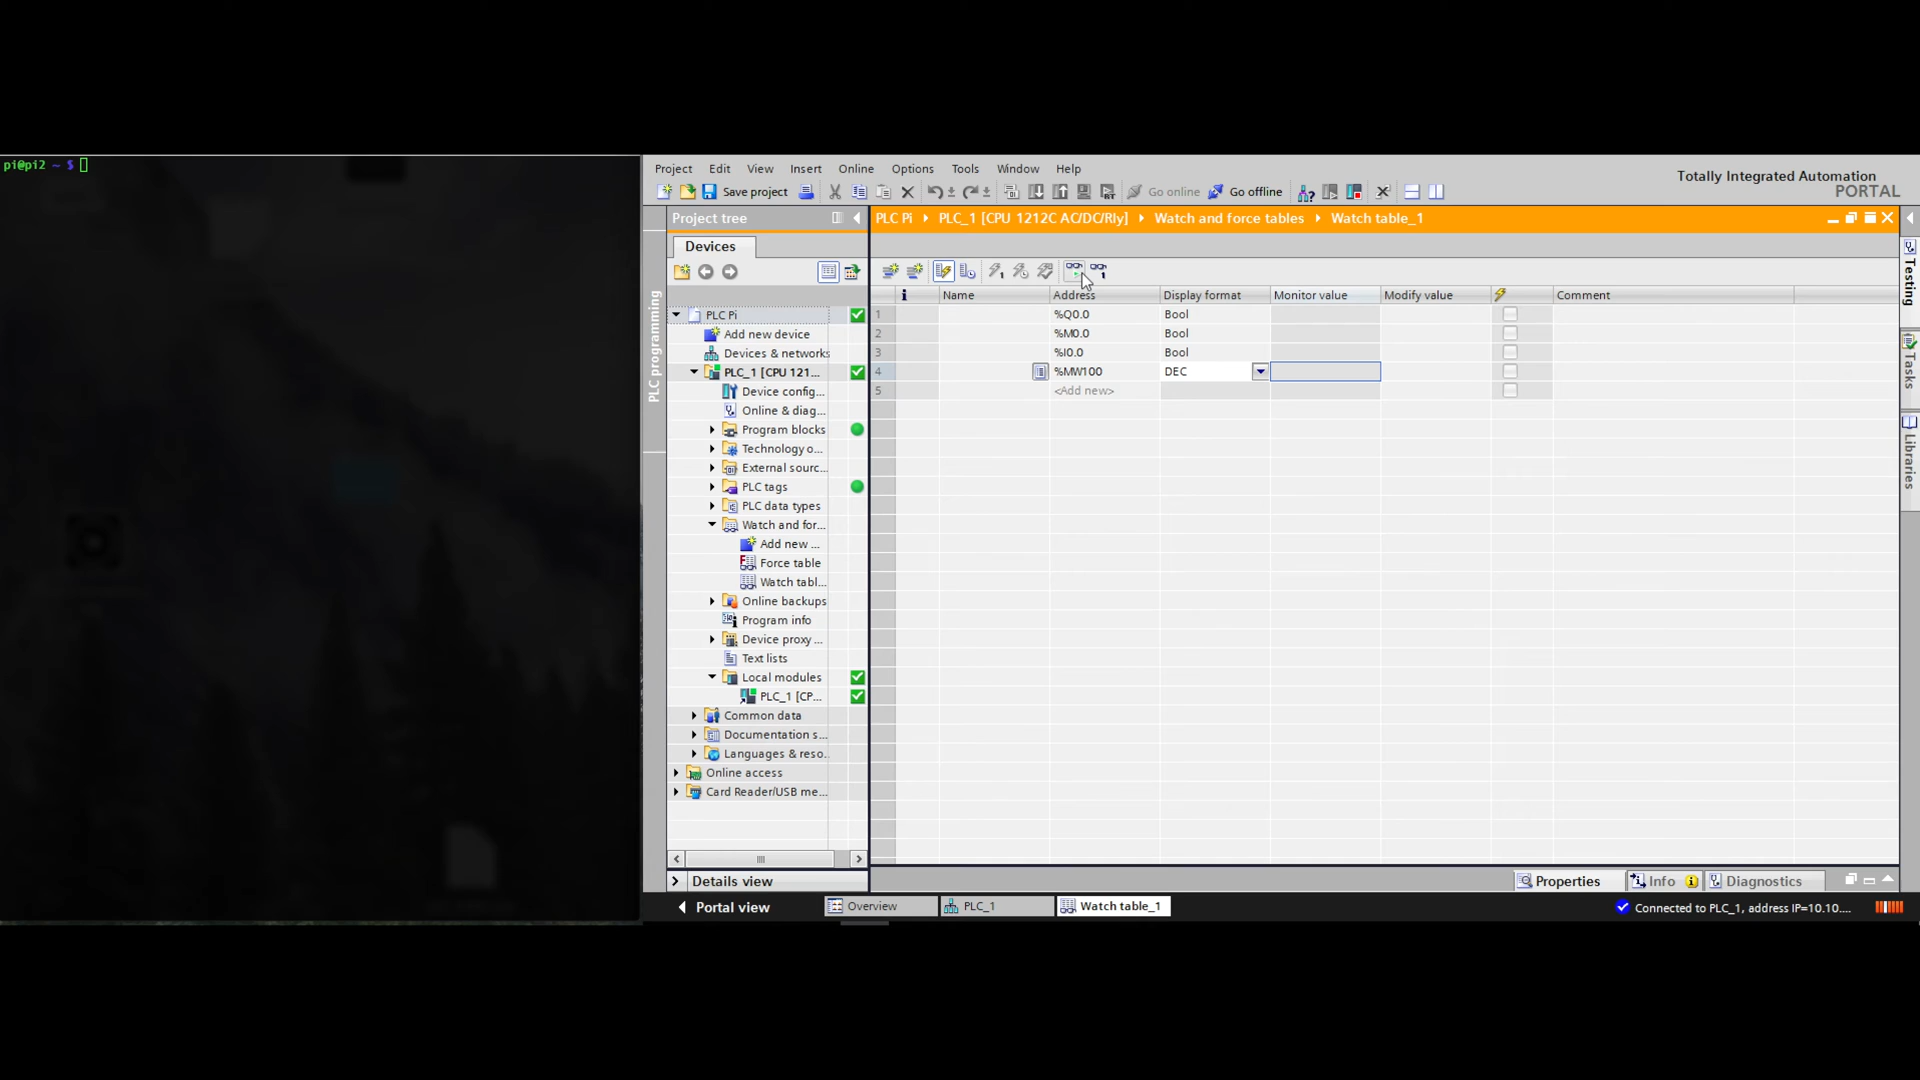 pi@pi2 ~ $
Project Edit View Insert Online Options Tools Window Help
Totally Integrated Automation
PORTAL
Save project
Go online
Go offline
Project tree
PLC Pi PLC_1 [CPU 1212C AC/DC/Rly] Watch and force tables Watch table_1
Devices
PLC programming
i Name Address Display format Monitor value Modify value Comment
1 %Q0.0 Bool
2 %M0.0 Bool
3 %I0.0 Bool
4 %MW100 DEC
5 <Add new>
PLC Pi
Add new device
Devices & networks
PLC_1 [CPU 121...
Device config...
Online & diag...
Program blocks
Technology o...
External sourc...
PLC tags
PLC data types
Watch and for...
Add new ...
Force table
Watch tabl...
Online backups
Program info
Device proxy ...
Text lists
Local modules
PLC_1 [CP...
Common data
Documentation s...
Languages & reso..
Online access
Card Reader/USB me...
Details view
Testing
Tasks
Libraries
Properties Info Diagnostics
Portal view Overview PLC_1 Watch table_1
Connected to PLC_1, address IP=10.10....